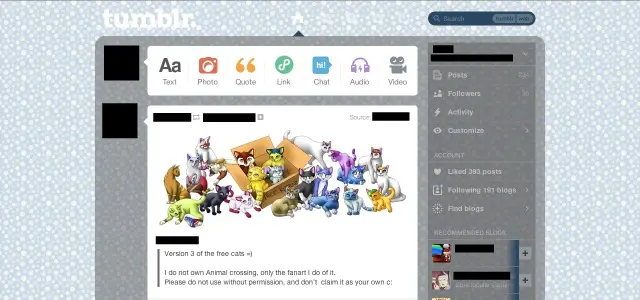 tumblr.
Search
tumblr
web
Aa
hi!
Text
Photo
Quote
Link
Chat
Audio
Video
Posts
Followers
Activity
Customize
ACCOUNT
Liked 393 posts
Following 191 blogs
Find blogs
RECOMMENDED BLOGS
Source:
Version 3 of the free cats =)
I do not own Animal crossing, only the fanart I do of it.
Please do not use without permission, and don't claim it as your own c: